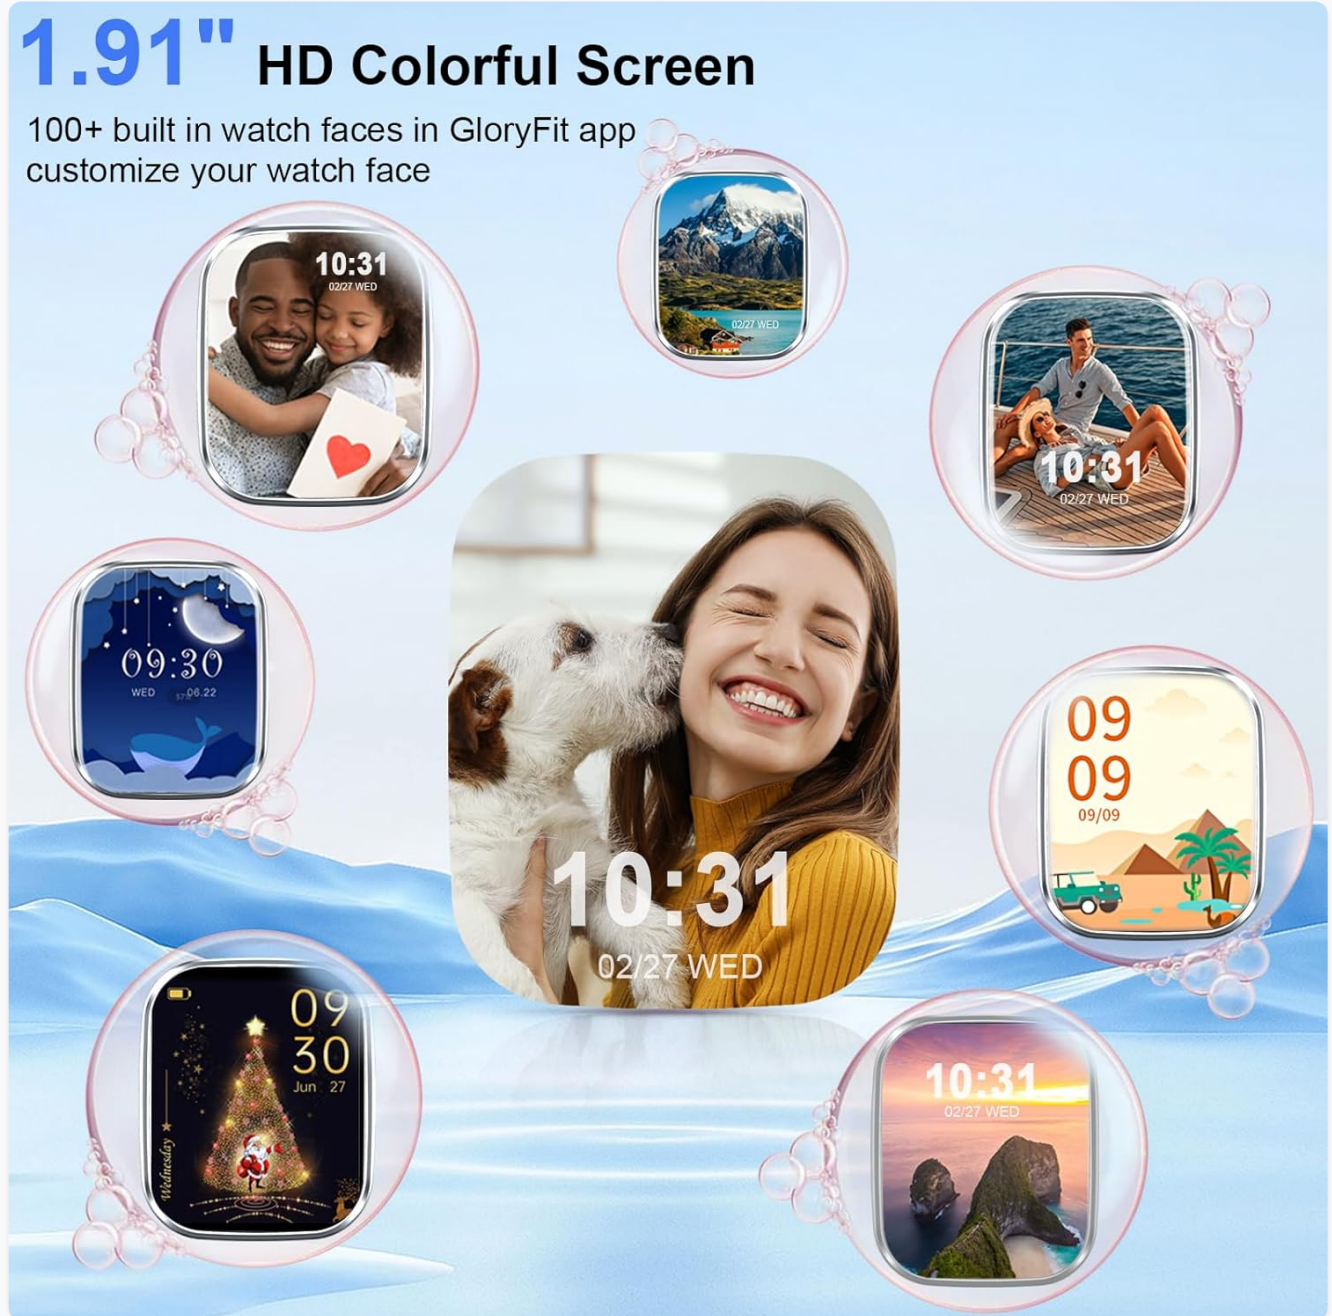 1.91" HD Colorful Screen
100+ built in watch faces in GloryFit app
customize your watch face
10:31
02/27 WED
02/27 WED
10:31
02/27 WED
09:30
WED 06.22
10:31
02/27 WED
09
09
09/09
09
30
Jun 27
Wednesday
10:31
02/27 WED